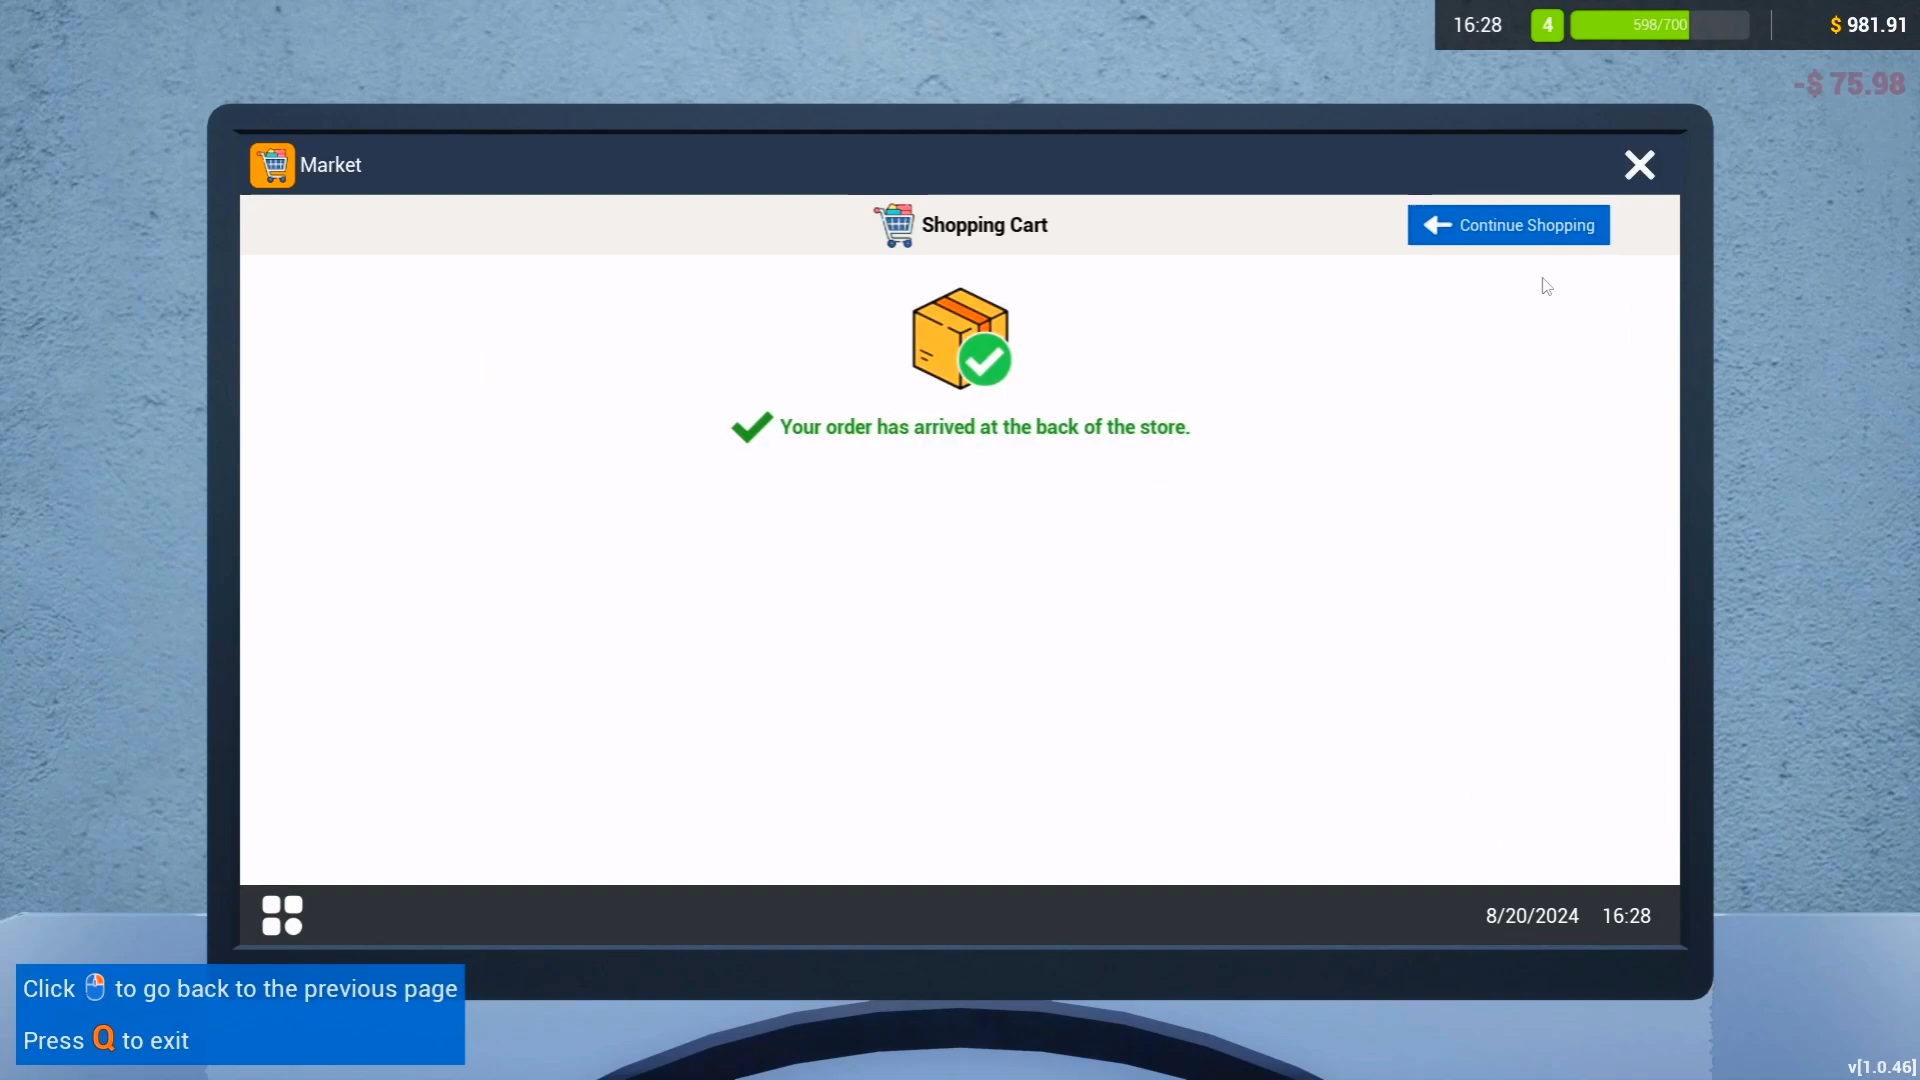 16:28 4 598/700 $ 981.91
-$ 75.98
Market
Shopping Cart
Continue Shopping
Your order has arrived at the back of the store.
8/20/2024 16:28
Click to go back to the previous page
Press Q to exit
v[1.0.46]